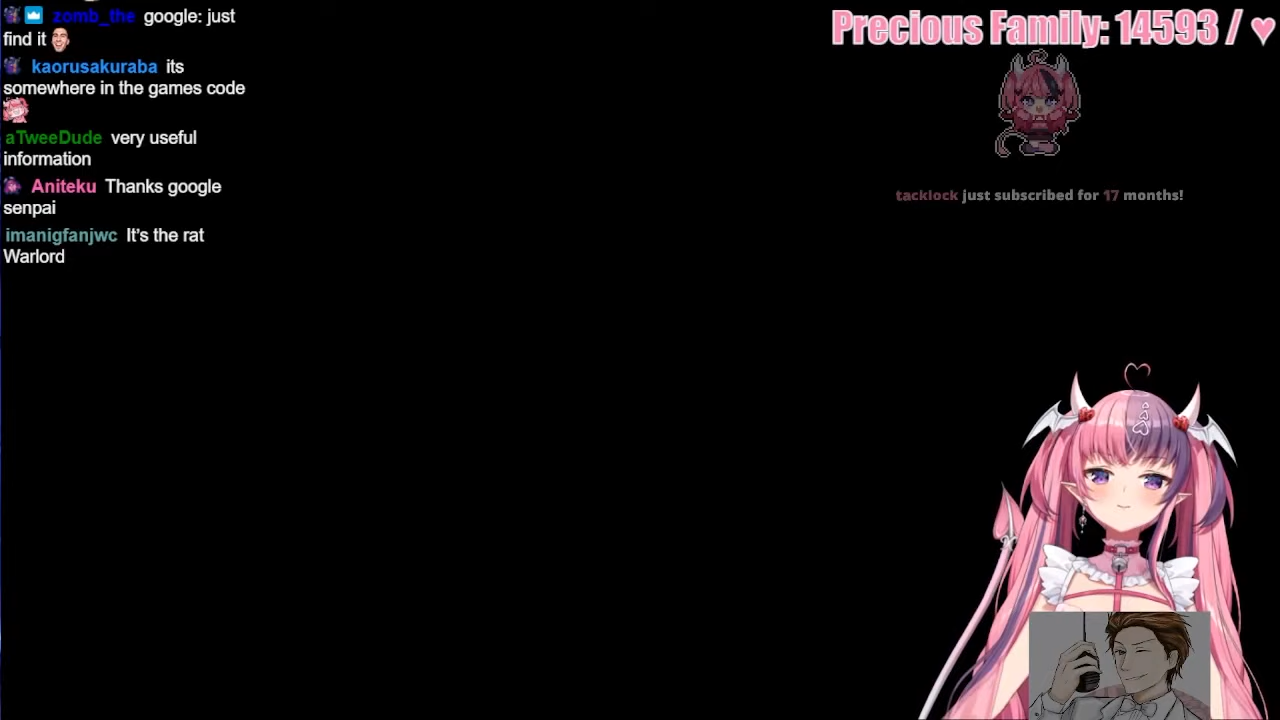 zomb_the google: just
find it
kaorusakuraba its
somewhere in the games code
aTweeDude very useful
information
Aniteku Thanks google
senpai
imanigfanjwc It's the rat
Warlord
Precious Family: 14593 / ♥
tacklock just subscribed for 17 months!